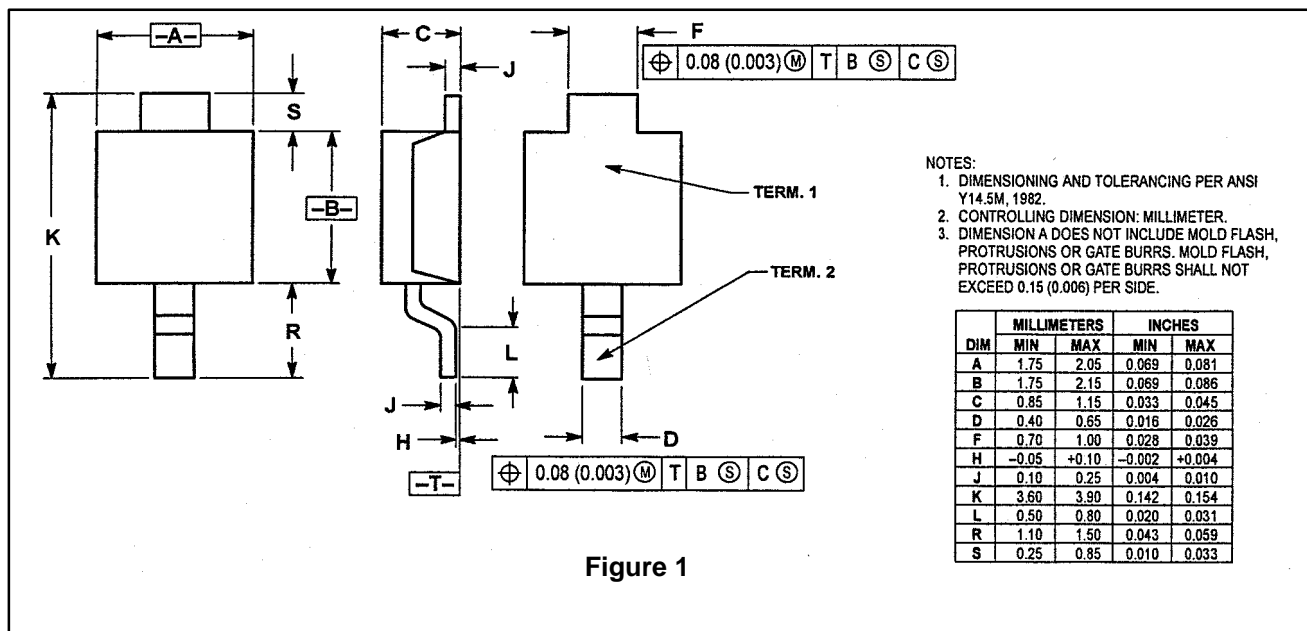 –A–
C
F
⌖ 0.08 (0.003) Ⓜ T B Ⓢ C Ⓢ
J
S
K
–B–
TERM. 1
TERM. 2
R
L
J
H
D
–T–
⌖ 0.08 (0.003) Ⓜ T B Ⓢ C Ⓢ
NOTES:
1. DIMENSIONING AND TOLERANCING PER ANSI
Y14.5M, 1982.
2. CONTROLLING DIMENSION: MILLIMETER.
3. DIMENSION A DOES NOT INCLUDE MOLD FLASH,
PROTRUSIONS OR GATE BURRS. MOLD FLASH,
PROTRUSIONS OR GATE BURRS SHALL NOT
EXCEED 0.15 (0.006) PER SIDE.
MILLIMETERS INCHES
DIM MIN MAX MIN MAX
A 1.75 2.05 0.069 0.081
B 1.75 2.15 0.069 0.086
C 0.85 1.15 0.033 0.045
D 0.40 0.65 0.016 0.026
F 0.70 1.00 0.028 0.039
H –0.05 +0.10 –0.002 +0.004
J 0.10 0.25 0.004 0.010
K 3.60 3.90 0.142 0.154
L 0.50 0.80 0.020 0.031
R 1.10 1.50 0.043 0.059
S 0.25 0.85 0.010 0.033
Figure 1